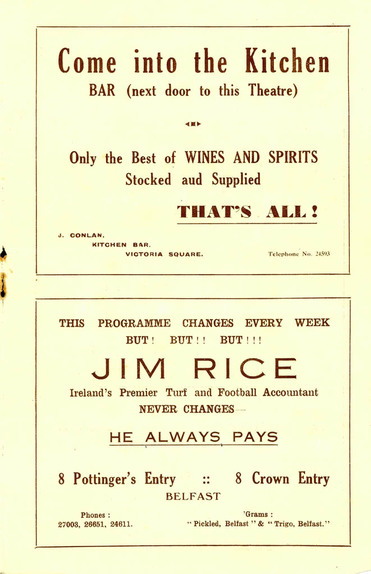 Come into the Kitchen
BAR (next door to this Theatre)
Only the Best of WINES AND SPIRITS
Stocked aud Supplied
THAT'S ALL!
J. CONLAN,
KITCHEN BAR,
VICTORIA SQUARE.
Telephone No. 24593
THIS PROGRAMME CHANGES EVERY WEEK
BUT! BUT!! BUT!!!
JIM RICE
Ireland's Premier Turf and Football Accountant
NEVER CHANGES—
HE ALWAYS PAYS
8 Pottinger's Entry :: 8 Crown Entry
BELFAST
Phones : 'Grams :
27003, 26651, 24611. "Pickled, Belfast" & "Trigo, Belfast."